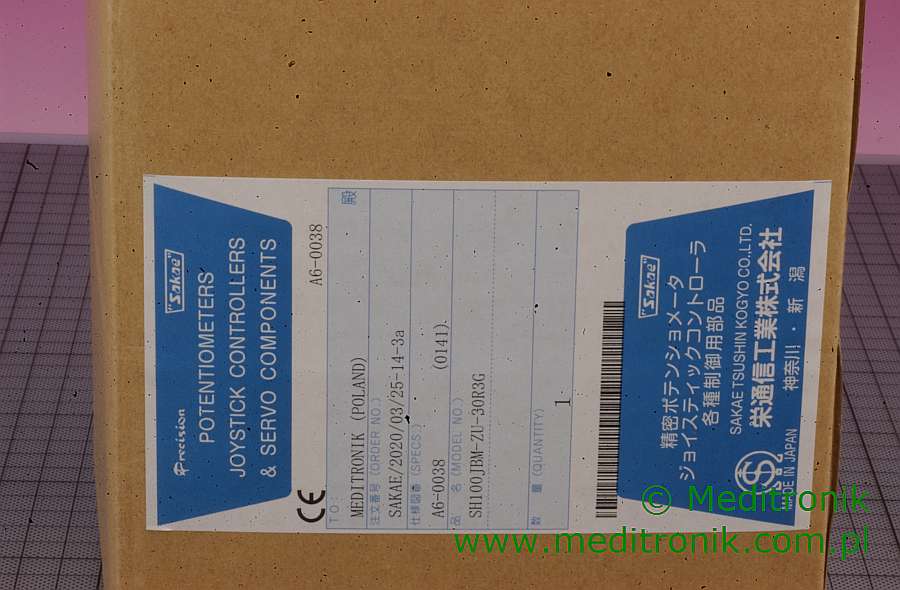 "Sakae"
Precision
POTENTIOMETERS
JOYSTICK CONTROLLERS
& SERVO COMPONENTS
A6-0038
CE
TO:
殿
MEDITRONIK (POLAND)
注文番号 (ORDER NO.)
SAKAE/2020/03/25-14-3a
仕様図番 (SPECS.)
A6-0038 (0141)
品 名 (MODEL NO.)
SH100JBM-ZU-30R3G
数 量 (QUANTITY)
1
"Sakae"
精密ポテンショメータ
ジョイスティックコントローラ
各種制御用部品
SAKAE TSUSHIN KOGYO CO.,LTD.
栄通信工業株式会社
神奈川・新潟
MADE IN JAPAN
© Meditronik
www.meditronik.com.pl